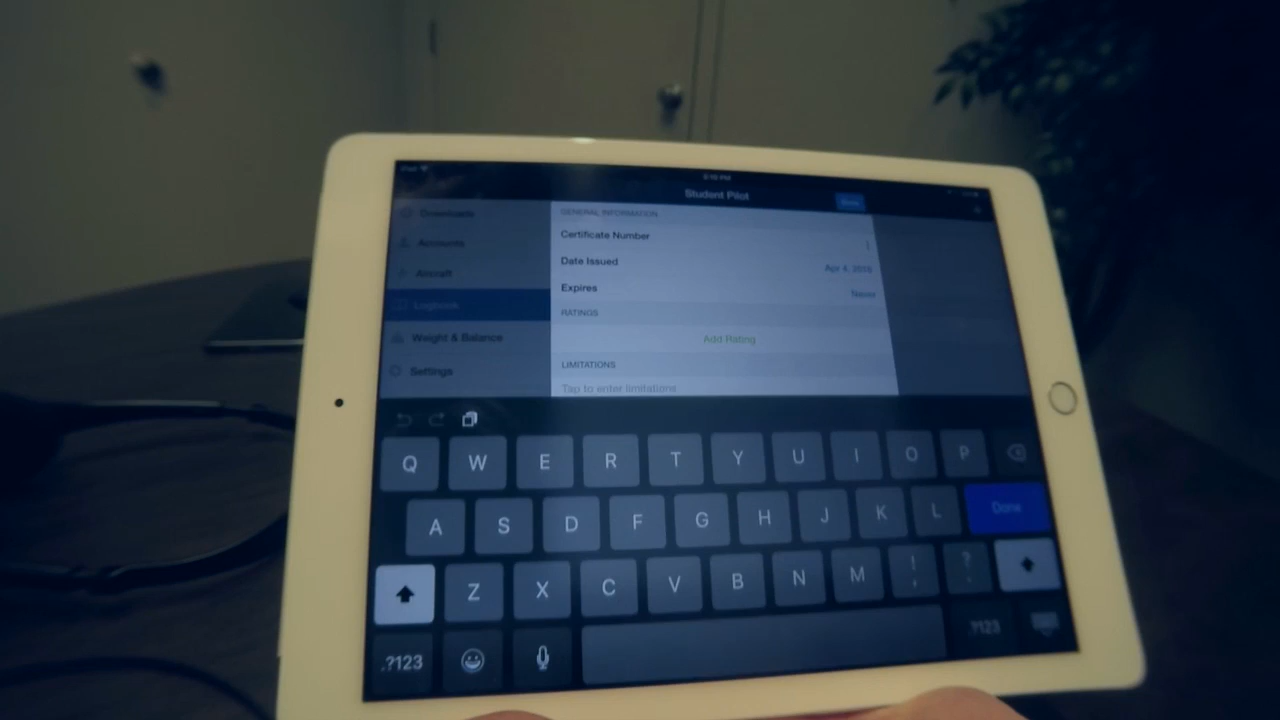 iPad
Student Pilot
Downloads
GENERAL INFORMATION
Accounts
Certificate Number
Aircraft
Date Issued
Logbook
Expires
Never
RATINGS
Weight & Balance
Add Rating
Settings
LIMITATIONS
Tap to enter limitations
Q W E R T Y U I O P
A S D F G H J K L Done
Z X C V B N M ! , ? .
.?123 .?123